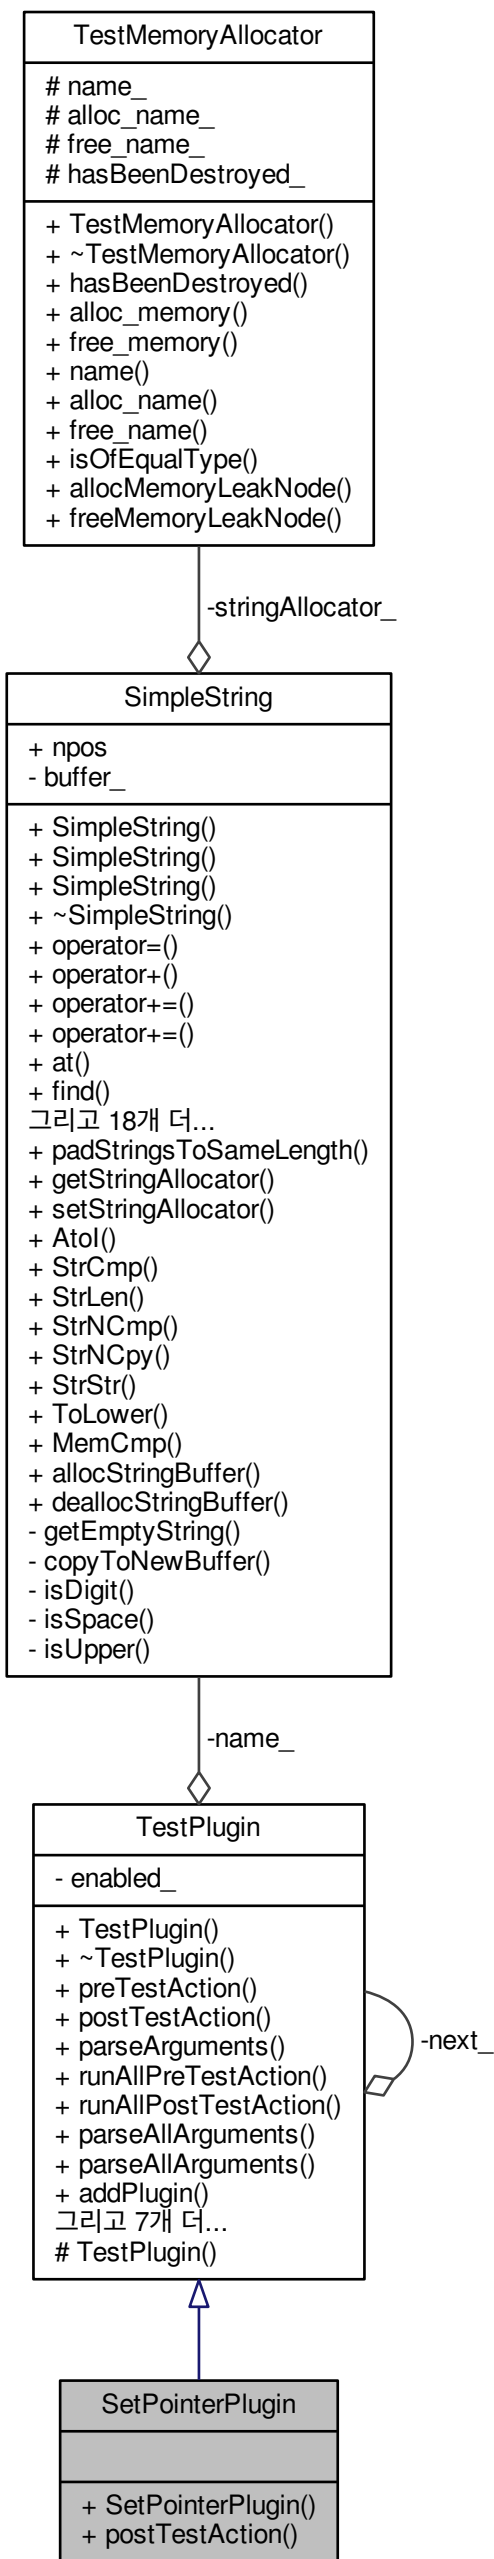 TestMemoryAllocator
# name_
# alloc_name_
# free_name_
# hasBeenDestroyed_
+ TestMemoryAllocator()
+ ~TestMemoryAllocator()
+ hasBeenDestroyed()
+ alloc_memory()
+ free_memory()
+ name()
+ alloc_name()
+ free_name()
+ isOfEqualType()
+ allocMemoryLeakNode()
+ freeMemoryLeakNode()
-stringAllocator_
SimpleString
+ npos
- buffer_
+ SimpleString()
+ SimpleString()
+ SimpleString()
+ ~SimpleString()
+ operator=()
+ operator+()
+ operator+=()
+ operator+=()
+ at()
+ find()
그리고 18개 더...
+ padStringsToSameLength()
+ getStringAllocator()
+ setStringAllocator()
+ AtoI()
+ StrCmp()
+ StrLen()
+ StrNCmp()
+ StrNCpy()
+ StrStr()
+ ToLower()
+ MemCmp()
+ allocStringBuffer()
+ deallocStringBuffer()
- getEmptyString()
- copyToNewBuffer()
- isDigit()
- isSpace()
- isUpper()
-name_
TestPlugin
- enabled_
+ TestPlugin()
+ ~TestPlugin()
+ preTestAction()
+ postTestAction()
+ parseArguments()
+ runAllPreTestAction()
+ runAllPostTestAction()
+ parseAllArguments()
+ parseAllArguments()
+ addPlugin()
그리고 7개 더...
# TestPlugin()
-next_
SetPointerPlugin
+ SetPointerPlugin()
+ postTestAction()